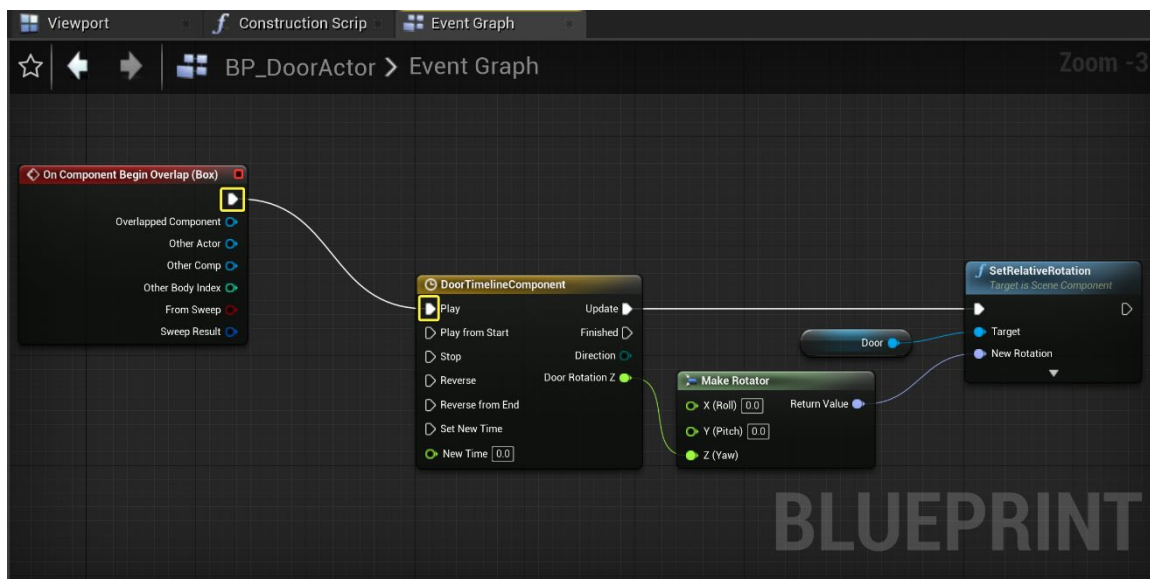 Viewport
Construction Scrip
Event Graph
BP_DoorActor > Event Graph
Zoom -3
On Component Begin Overlap (Box)
Overlapped Component
Other Actor
Other Comp
Other Body Index
From Sweep
Sweep Result
DoorTimelineComponent
Play
Update
Play from Start
Finished
Stop
Direction
Reverse
Door Rotation Z
Reverse from End
Set New Time
New Time 0.0
Door
Make Rotator
X (Roll) 0.0
Return Value
Y (Pitch) 0.0
Z (Yaw)
SetRelativeRotation
Target is Scene Component
Target
New Rotation
BLUEPRINT